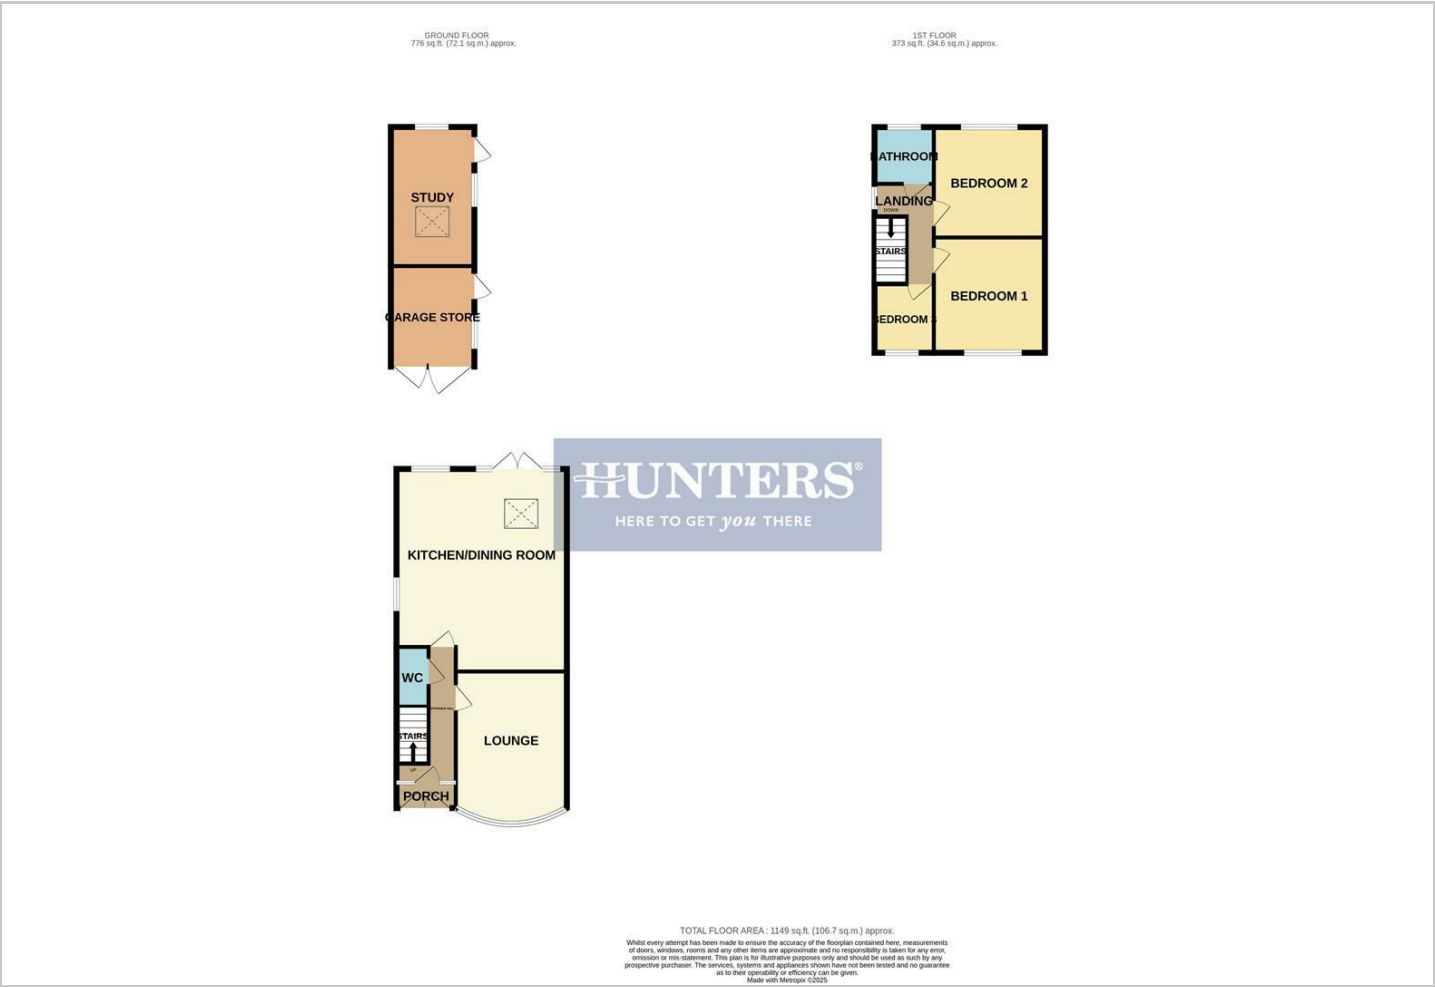 GROUND FLOOR
776 sq.ft. (72.1 sq.m.) approx.
1ST FLOOR
373 sq.ft. (34.6 sq.m.) approx.
STUDY
GARAGE STORE
BATHROOM
BEDROOM 2
LANDING
DOWN
STAIRS
BEDROOM 1
BEDROOM 3
HUNTERS®
HERE TO GET you THERE
KITCHEN/DINING ROOM
WC
ENTRANCE HALL
STAIRS
LOUNGE
UP
PORCH
TOTAL FLOOR AREA : 1149 sq.ft. (106.7 sq.m.) approx.
Whilst every attempt has been made to ensure the accuracy of the floorplan contained here, measurements
of doors, windows, rooms and any other items are approximate and no responsibility is taken for any error,
omission or mis-statement. This plan is for illustrative purposes only and should be used as such by any
prospective purchaser. The services, systems and appliances shown have not been tested and no guarantee
as to their operability or efficiency can be given.
Made with Metropix ©2025